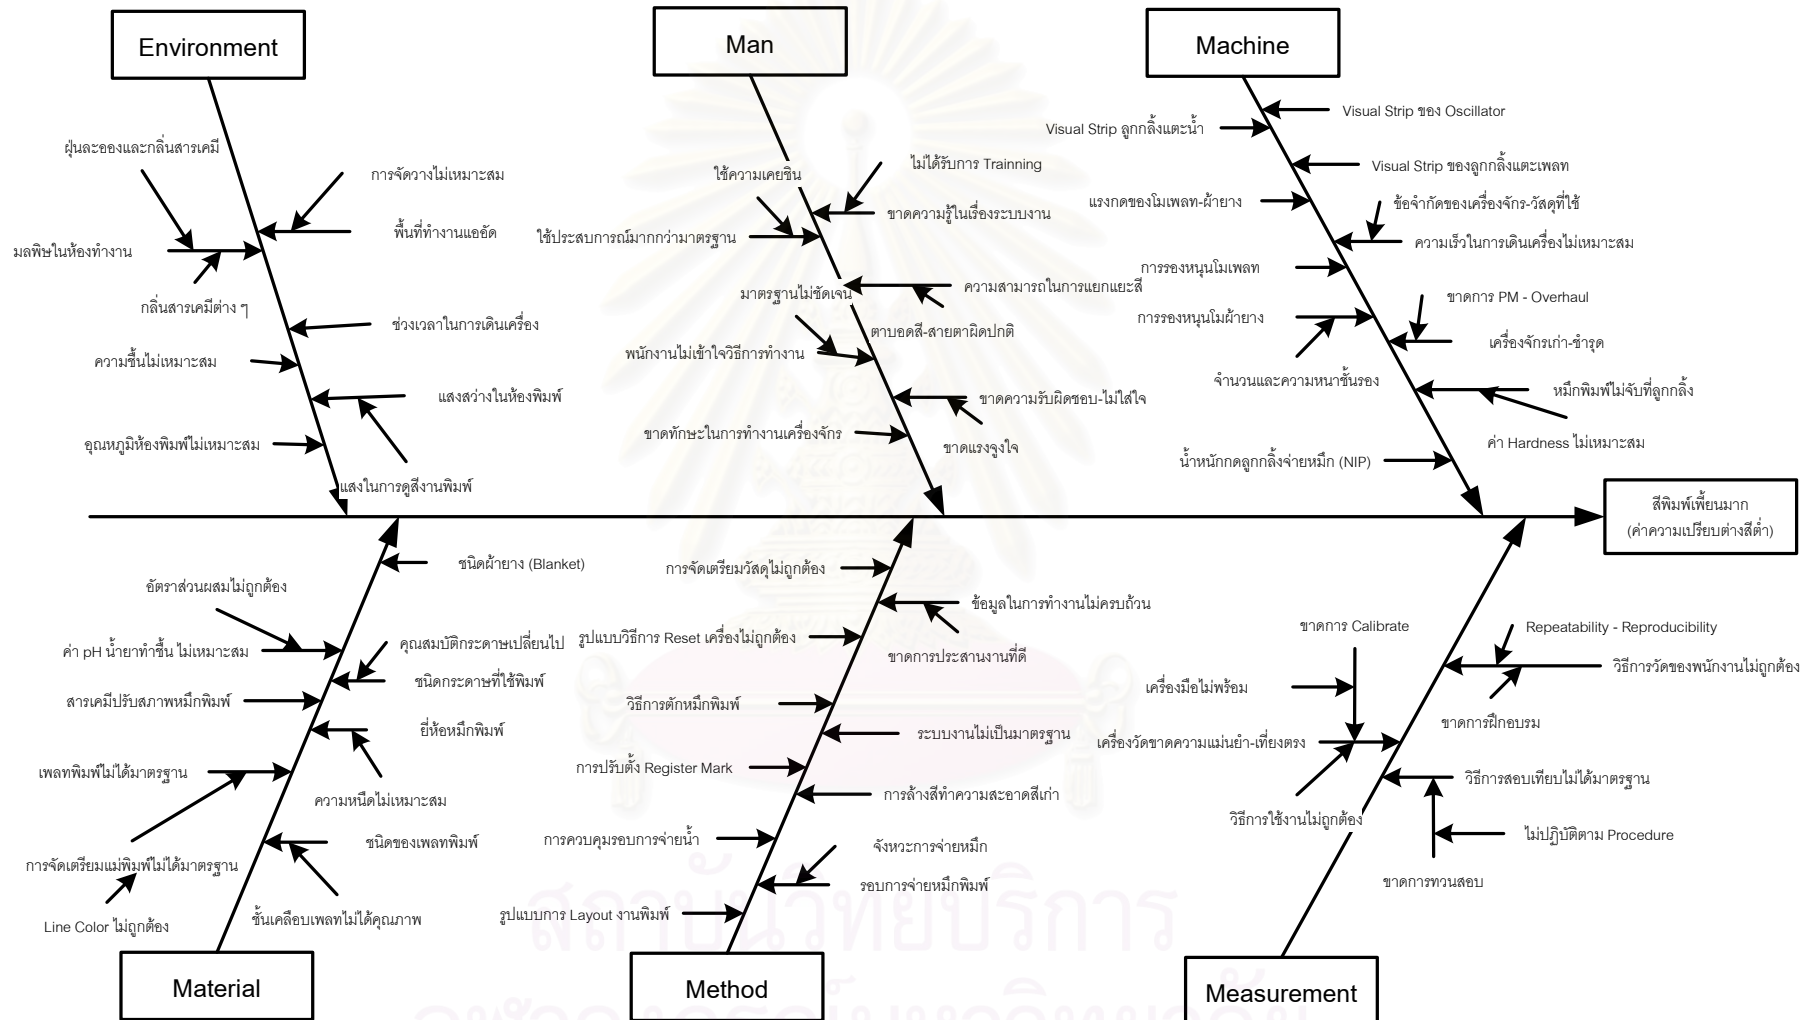 Environment
Man
Machine
ฝุ่นละอองและกลิ่นสารเคมี
การจัดวางไม่เหมาะสม
พื้นที่ทำงานแออัด
มลพิษในห้องทำงาน
กลิ่นสารเคมีต่าง ๆ
ช่วงเวลาในการเดินเครื่อง
ความชื้นไม่เหมาะสม
แสงสว่างในห้องพิมพ์
อุณหภูมิห้องพิมพ์ไม่เหมาะสม
แสงในการดูสีงานพิมพ์
ใช้ความเคยชิน
ไม่ได้รับการ Trainning
ขาดความรู้ในเรื่องระบบงาน
ใช้ประสบการณ์มากกว่ามาตรฐาน
มาตรฐานไม่ชัดเจน
ความสามารถในการแยกแยะสี
ตาบอดสี-สายตาผิดปกติ
พนักงานไม่เข้าใจวิธีการทำงาน
ขาดความรับผิดชอบ-ไม่ใส่ใจ
ขาดทักษะในการทำงานเครื่องจักร
ขาดแรงจูงใจ
Visual Strip ของ Oscillator
Visual Strip ลูกกลิ้งแตะน้ำ
Visual Strip ของลูกกลิ้งแตะเพลท
แรงกดของโมเพลท-ผ้ายาง
ข้อจำกัดของเครื่องจักร-วัสดุที่ใช้
ความเร็วในการเดินเครื่องไม่เหมาะสม
การรองหนุนโมเพลท
ขาดการ PM - Overhaul
การรองหนุนโมผ้ายาง
เครื่องจักรเก่า-ชำรุด
จำนวนและความหนาชั้นรอง
หมึกพิมพ์ไม่จับที่ลูกกลิ้ง
ค่า Hardness ไม่เหมาะสม
น้ำหนักกดลูกกลิ้งจ่ายหมึก (NIP)
สีพิมพ์เพี้ยนมาก
(ค่าความเปรียบต่างสีต่ำ)
ชนิดผ้ายาง (Blanket)
อัตราส่วนผสมไม่ถูกต้อง
ค่า pH น้ำยาทำชื้น ไม่เหมาะสม
คุณสมบัติกระดาษเปลี่ยนไป
ชนิดกระดาษที่ใช้พิมพ์
สารเคมีปรับสภาพหมึกพิมพ์
ยี่ห้อหมึกพิมพ์
เพลทพิมพ์ไม่ได้มาตรฐาน
ความหนืดไม่เหมาะสม
ชนิดของเพลทพิมพ์
การจัดเตรียมแม่พิมพ์ไม่ได้มาตรฐาน
Line Color ไม่ถูกต้อง
ชั้นเคลือบเพลทไม่ได้คุณภาพ
การจัดเตรียมวัสดุไม่ถูกต้อง
ข้อมูลในการทำงานไม่ครบถ้วน
รูปแบบวิธีการ Reset เครื่องไม่ถูกต้อง
ขาดการประสานงานที่ดี
วิธีการตักหมึกพิมพ์
ระบบงานไม่เป็นมาตรฐาน
การปรับตั้ง Register Mark
การล้างสีทำความสะอาดสีเก่า
การควบคุมรอบการจ่ายน้ำ
จังหวะการจ่ายหมึก
รอบการจ่ายหมึกพิมพ์
รูปแบบการ Layout งานพิมพ์
ขาดการ Calibrate
Repeatability - Reproducibility
วิธีการวัดของพนักงานไม่ถูกต้อง
เครื่องมือไม่พร้อม
ขาดการฝึกอบรม
เครื่องวัดขาดความแม่นยำ-เที่ยงตรง
วิธีการสอบเทียบไม่ได้มาตรฐาน
วิธีการใช้งานไม่ถูกต้อง
ไม่ปฏิบัติตาม Procedure
ขาดการทวนสอบ
สถาบันวิทยบริการ
จุฬาลงกรณ์มหาวิทยาลัย
Material
Method
Measurement